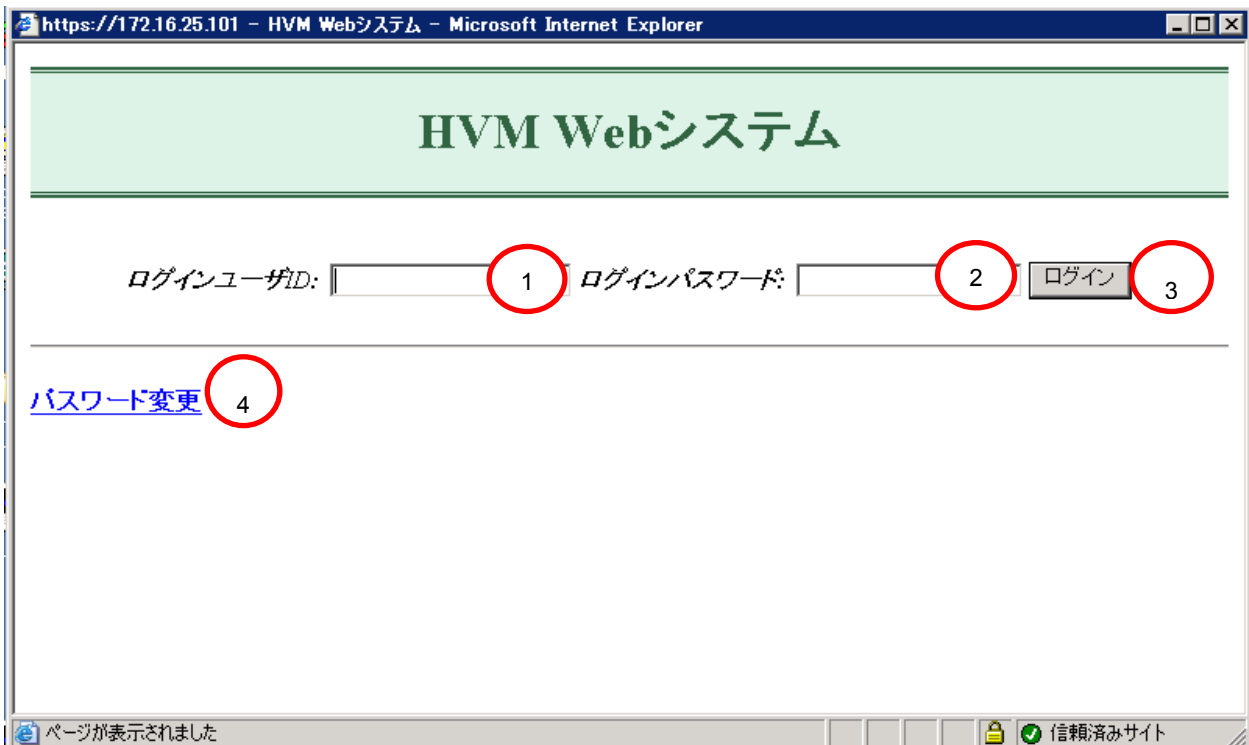 https://172.16.25.101 - HVM Webシステム - Microsoft Internet Explorer
HVM Webシステム
ログインユーザID: 1 ログインパスワード: 2 ログイン 3
パスワード変更 4
ページが表示されました 信頼済みサイト